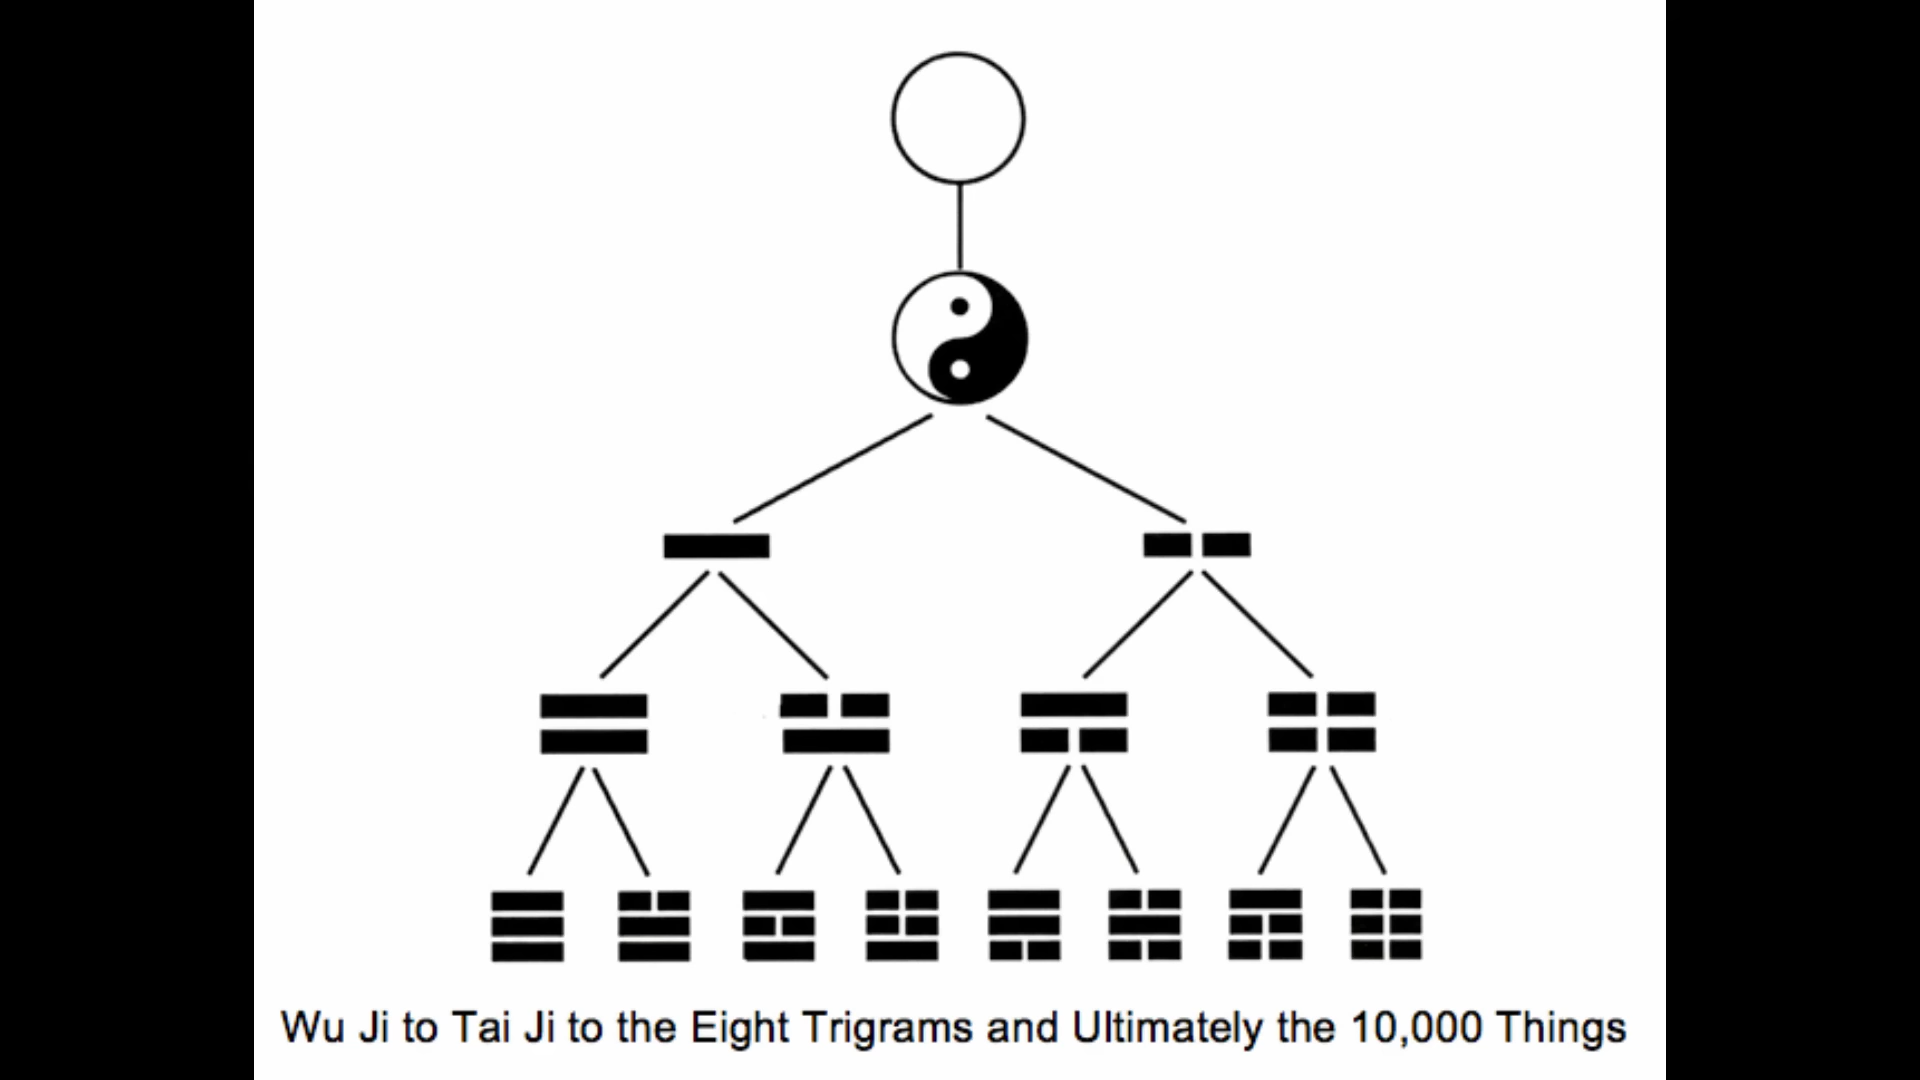 Wu Ji to Tai Ji to the Eight Trigrams and Ultimately the 10,000 Things